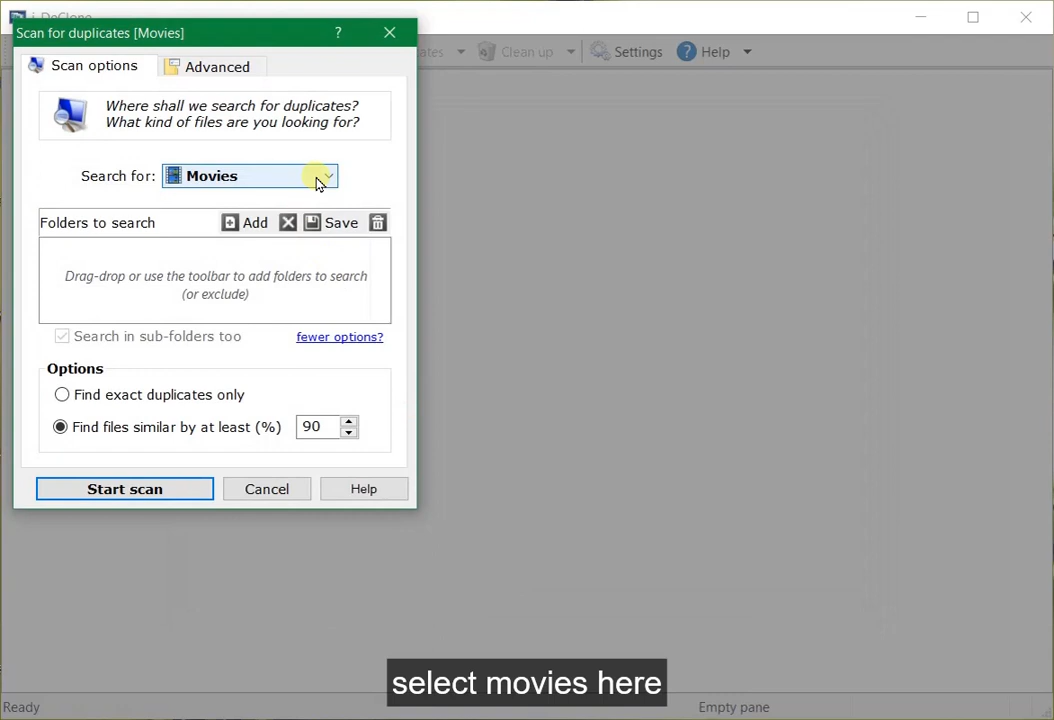 Scan for duplicates [Movies]
?
Clean up
Settings
Help
Scan options
Advanced
Where shall we search for duplicates?
What kind of files are you looking for?
Search for:
Movies
Folders to search
Add
Save
Drag-drop or use the toolbar to add folders to search
(or exclude)
Search in sub-folders too
fewer options?
Options
Find exact duplicates only
Find files similar by at least (%)
90
Start scan
Cancel
Help
select movies here
Ready
Empty pane